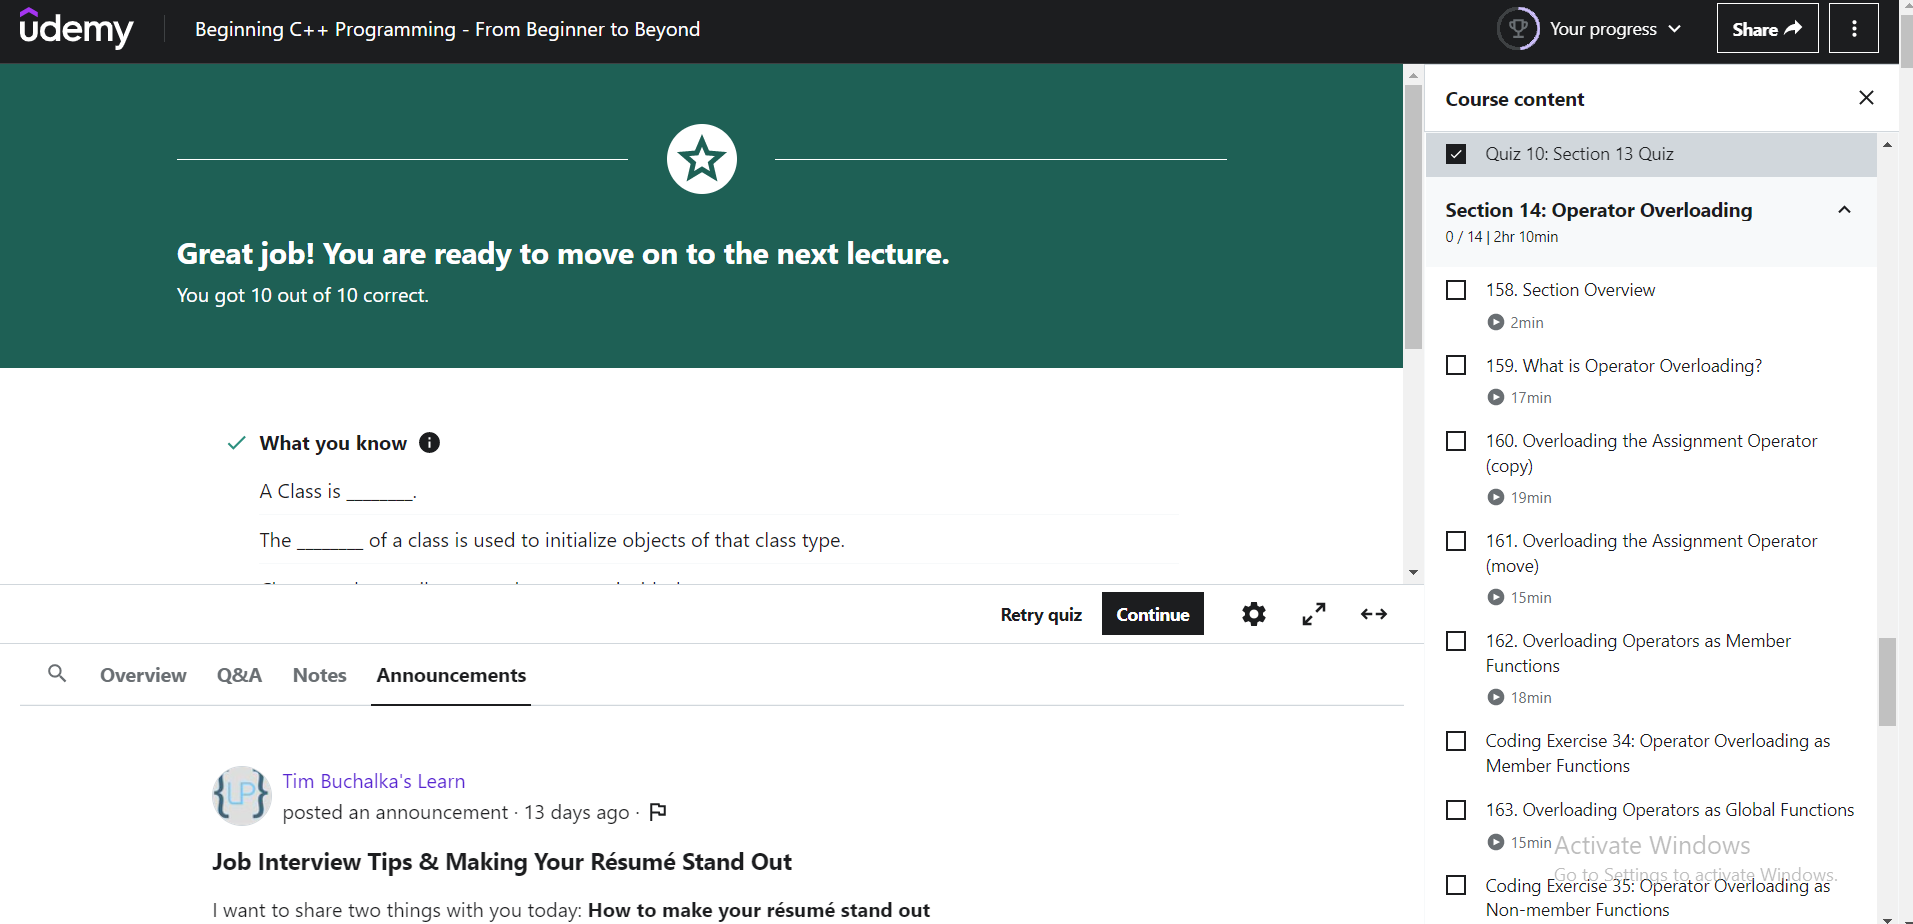 ûdemy
Beginning C++ Programming - From Beginner to Beyond
Your progress
Share
Great job! You are ready to move on to the next lecture.
You got 10 out of 10 correct.
What you know
A Class is ________.
The ________ of a class is used to initialize objects of that class type.
Retry quiz
Continue
Overview
Q&A
Notes
Announcements
{LP}
Tim Buchalka's Learn
posted an announcement · 13 days ago ·
Job Interview Tips & Making Your Résumé Stand Out
I want to share two things with you today: How to make your résumé stand out
Course content
Quiz 10: Section 13 Quiz
Section 14: Operator Overloading
0 / 14 | 2hr 10min
158. Section Overview
2min
159. What is Operator Overloading?
17min
160. Overloading the Assignment Operator
(copy)
19min
161. Overloading the Assignment Operator
(move)
15min
162. Overloading Operators as Member
Functions
18min
Coding Exercise 34: Operator Overloading as
Member Functions
163. Overloading Operators as Global Functions
15min
Activate Windows
Go to Settings to activate Windows.
Coding Exercise 35: Operator Overloading as
Non-member Functions